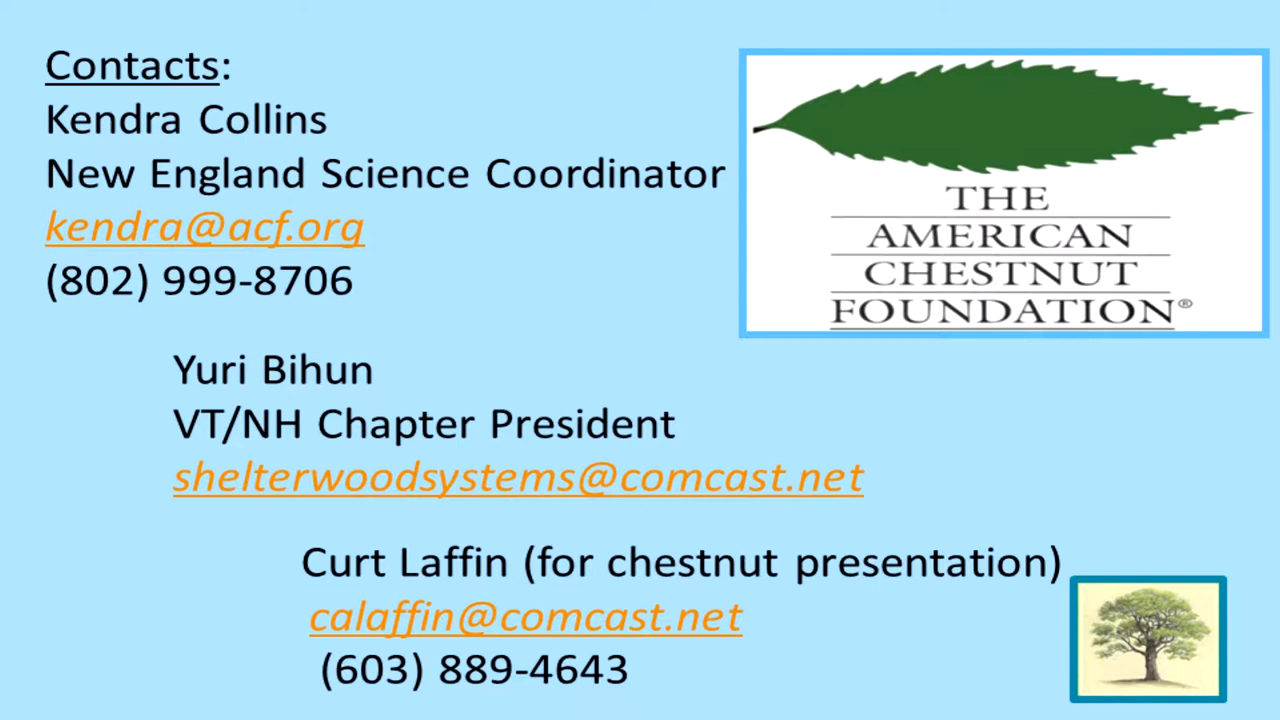 Contacts:
Kendra Collins
New England Science Coordinator
kendra@acf.org
(802) 999-8706
THE
AMERICAN
CHESTNUT
FOUNDATION®
Yuri Bihun
VT/NH Chapter President
shelterwoodsystems@comcast.net
Curt Laffin (for chestnut presentation)
calaffin@comcast.net
(603) 889-4643